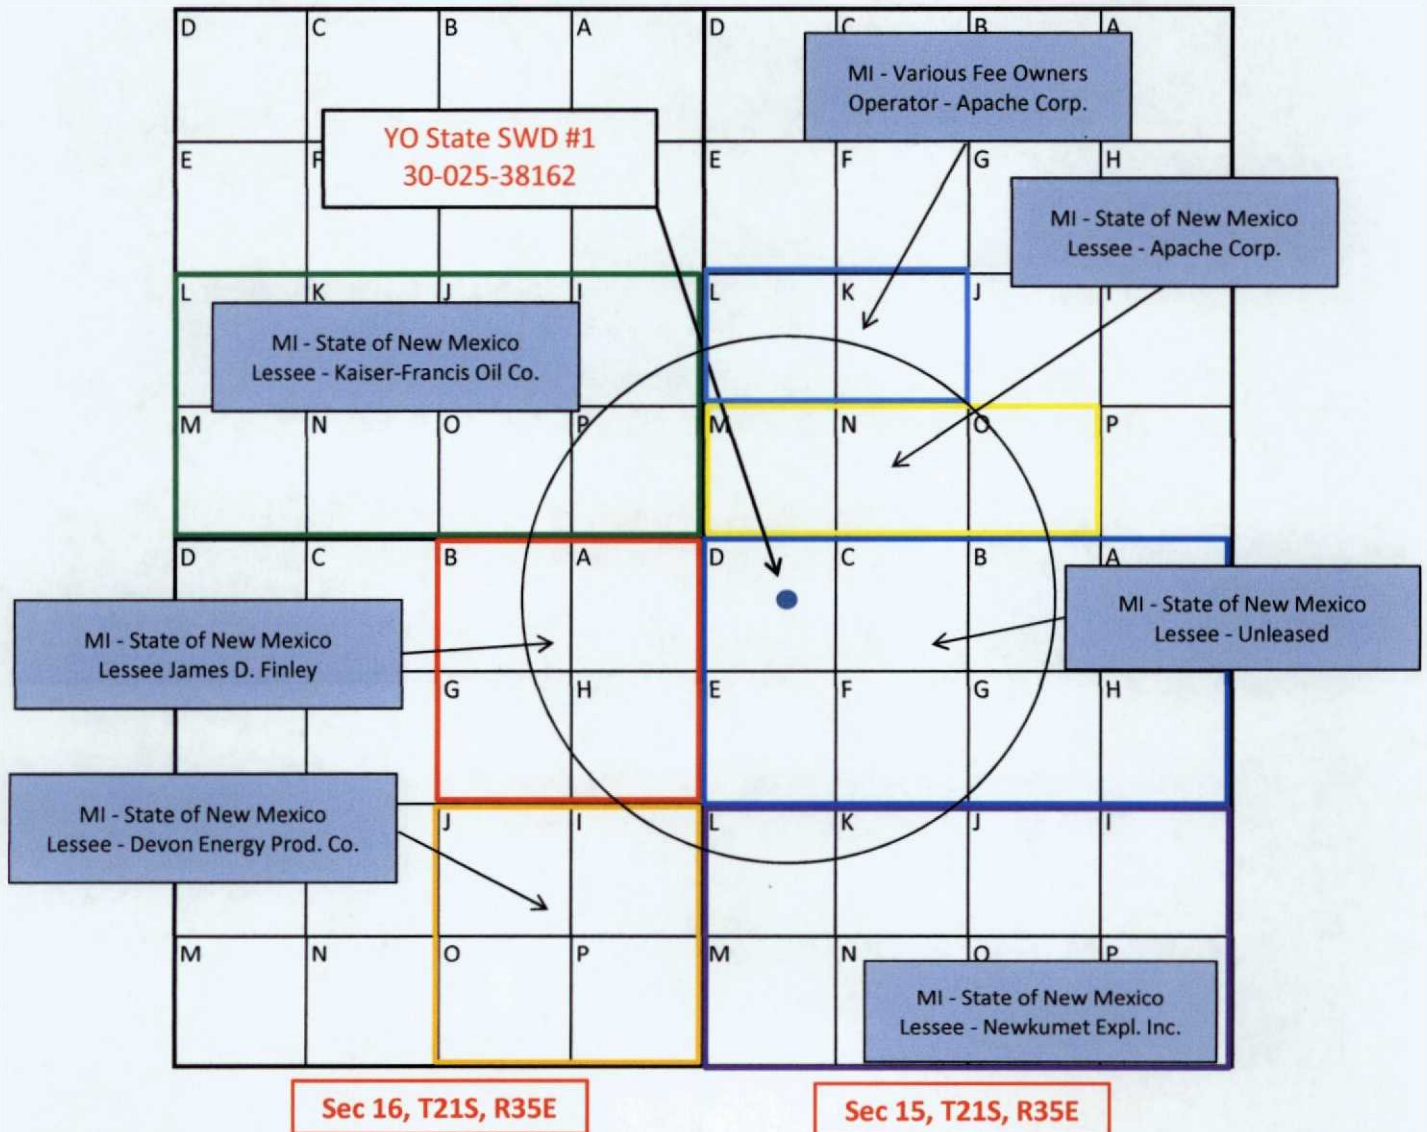 D C B A D C B A
MI - Various Fee Owners
Operator - Apache Corp.
YO State SWD #1
30-025-38162
E F E F G H
MI - State of New Mexico
Lessee - Apache Corp.
L K J I L K J I
MI - State of New Mexico
Lessee - Kaiser-Francis Oil Co.
M N O P M N O P
D C B A D C B A
MI - State of New Mexico
Lessee - Unleased
MI - State of New Mexico
Lessee James D. Finley
G H E F G H
MI - State of New Mexico
Lessee - Devon Energy Prod. Co.
J I L K J I
M N O P M N O P
MI - State of New Mexico
Lessee - Newkumet Expl. Inc.
Sec 16, T21S, R35E Sec 15, T21S, R35E